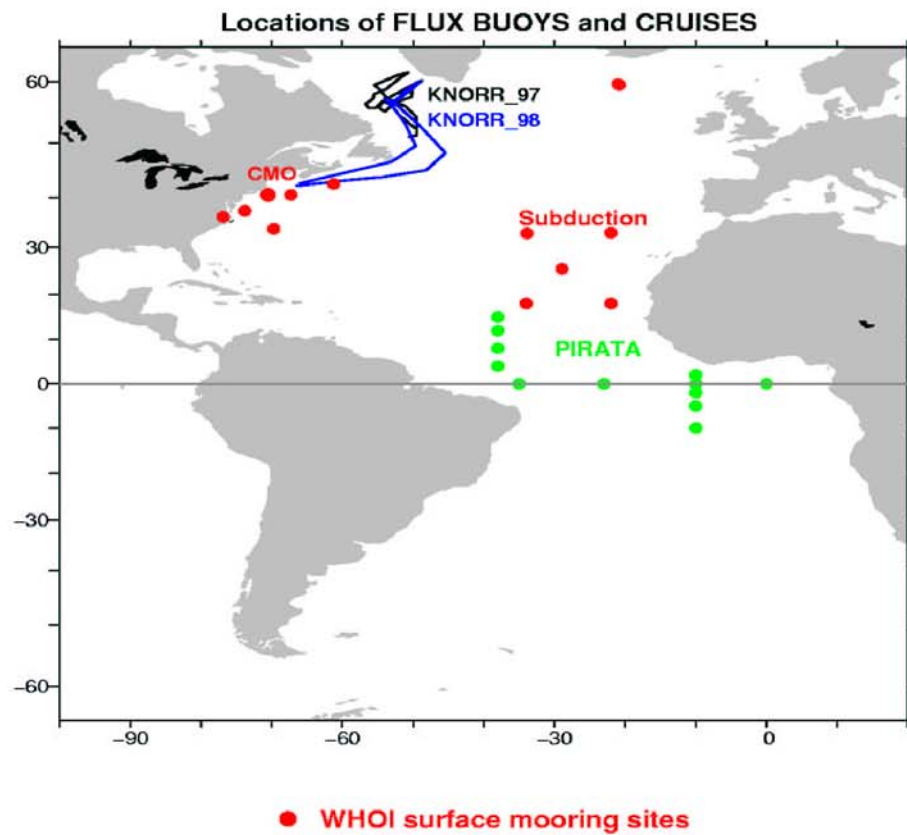 Locations of FLUX BUOYS and CRUISES
60
KNORR_97
KNORR_98
CMO
Subduction
30
PIRATA
0
−30
−60
−90
−60
−30
0
WHOI surface mooring sites